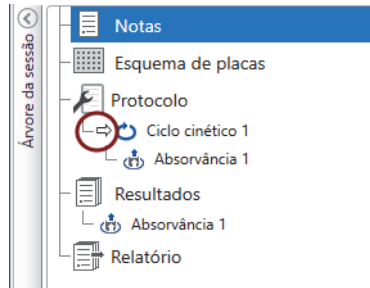 Árvore da sessão
Notas
Esquema de placas
Protocolo
Ciclo cinético 1
Absorvância 1
Resultados
Absorvância 1
Relatório